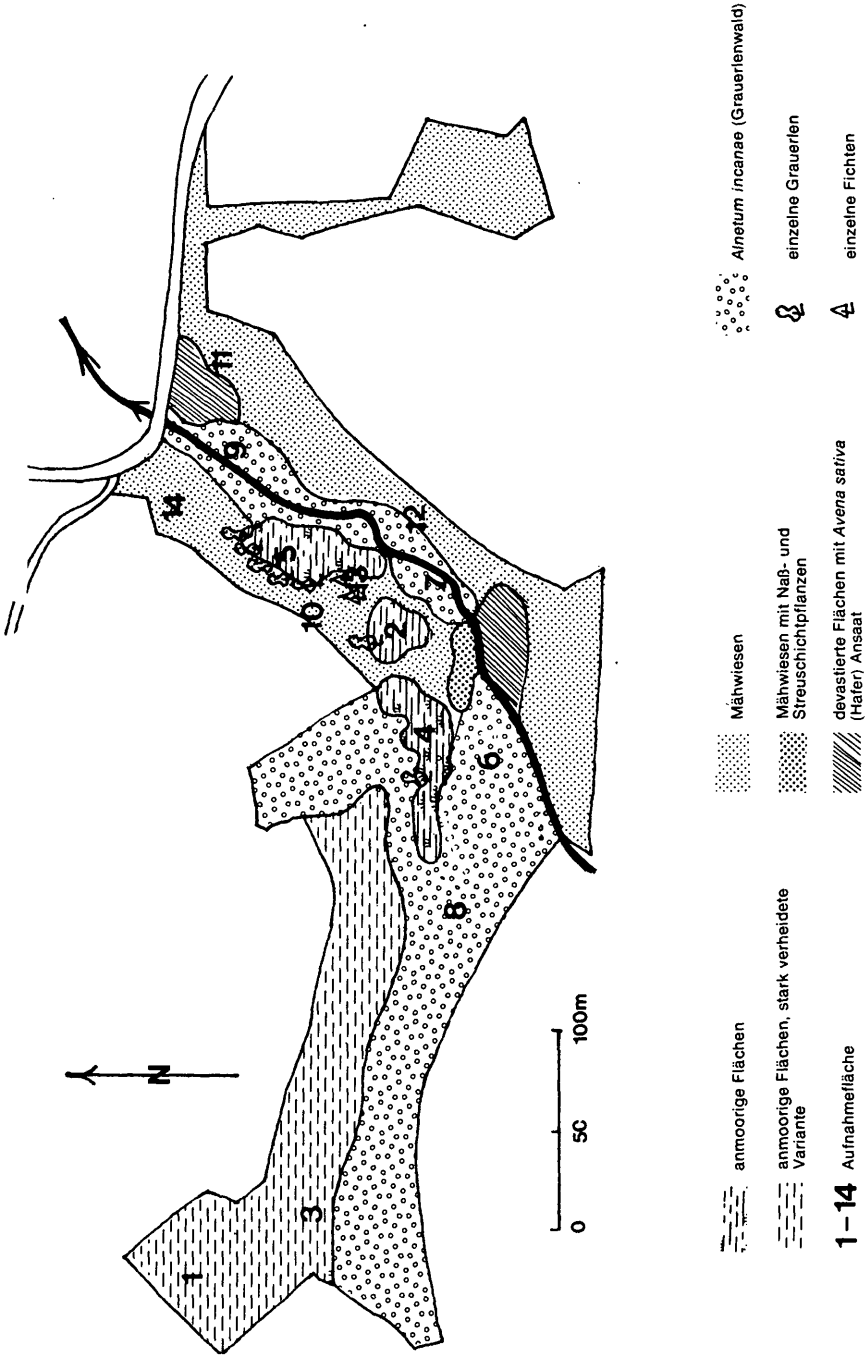 14
11
9
10
5
12
13
7
2
4
6
8
N
3
1
0 50 100m
anmoorige Flächen
anmoorige Flächen, stark verheidete
Variante
1–14 Aufnahmefläche
Mähwiesen
Mähwiesen mit Naß- und
Streuschichtpflanzen
devastierte Flächen mit Avena sativa
(Hafer) Ansaat
Alnetum incanae (Grauerlenwald)
einzelne Grauerlen
einzelne Fichten